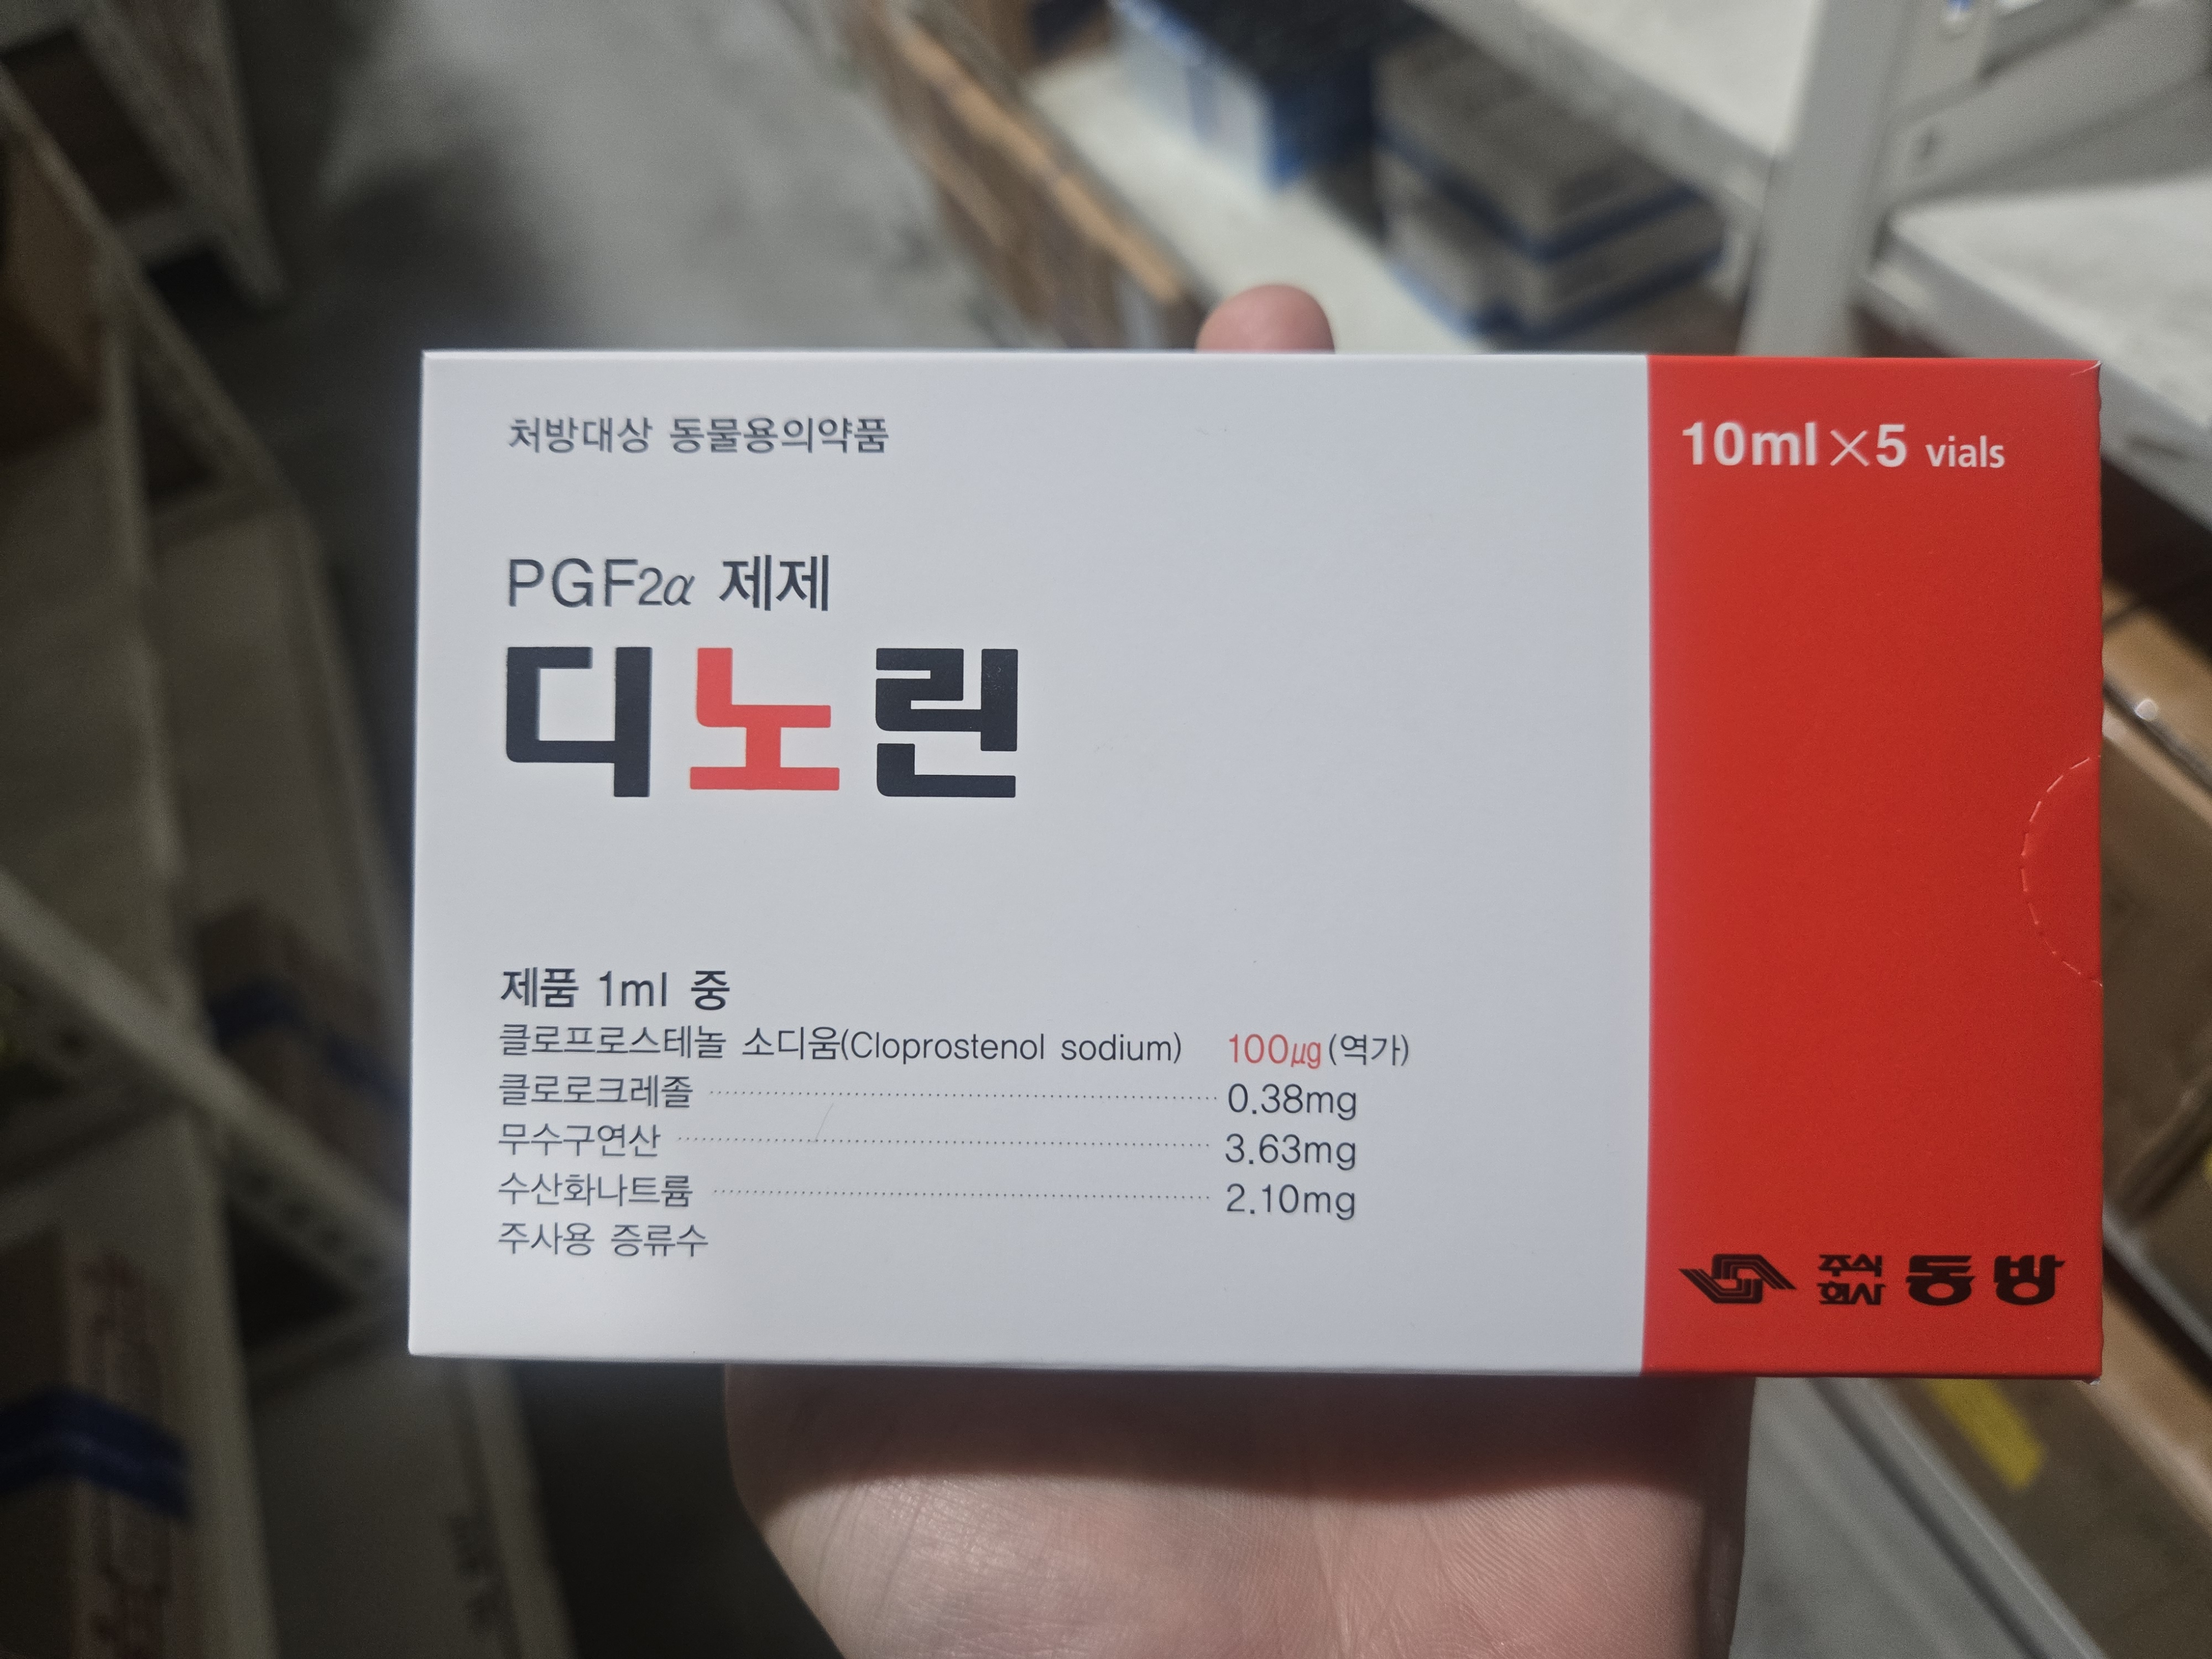 처방대상 동물용의약품
10ml×5 vials
PGF2α 제제
디노린
제품 1ml 중
클로프로스테놀 소디움(Cloprostenol sodium) 100㎍(역가)
클로로크레졸 0.38mg
무수구연산 3.63mg
수산화나트륨 2.10mg
주사용 증류수
주식회사 동방